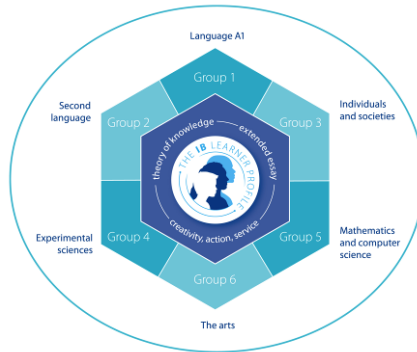 Language A1
Group 1
Second
language
Group 2
Group 3
Individuals
and societies
theory of knowledge
extended essay
THE IB LEARNER PROFILE
creativity, action, service
Experimental
sciences
Group 4
Group 5
Mathematics
and computer
science
Group 6
The arts